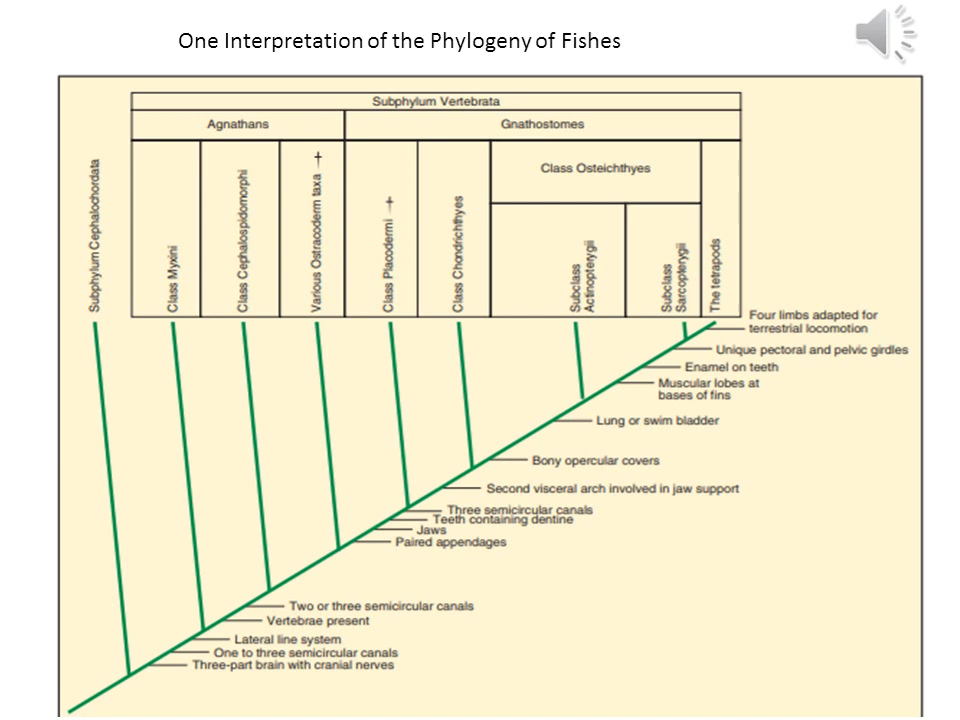 One Interpretation of the Phylogeny of Fishes
Subphylum Vertebrata
Agnathans
Gnathostomes
Subphylum Cephalochordata
Class Myxini
Class Cephalospidomorphi
Various Ostracoderm taxa †
Class Placodermi †
Class Chondrichthyes
Class Osteichthyes
Subclass
Actinopterygii
Subclass
Sarcopterygii
The tetrapods
Four limbs adapted for
terrestrial locomotion
Unique pectoral and pelvic girdles
Enamel on teeth
Muscular lobes at
bases of fins
Lung or swim bladder
Bony opercular covers
Second visceral arch involved in jaw support
Three semicircular canals
Teeth containing dentine
Jaws
Paired appendages
Two or three semicircular canals
Vertebrae present
Lateral line system
One to three semicircular canals
Three-part brain with cranial nerves